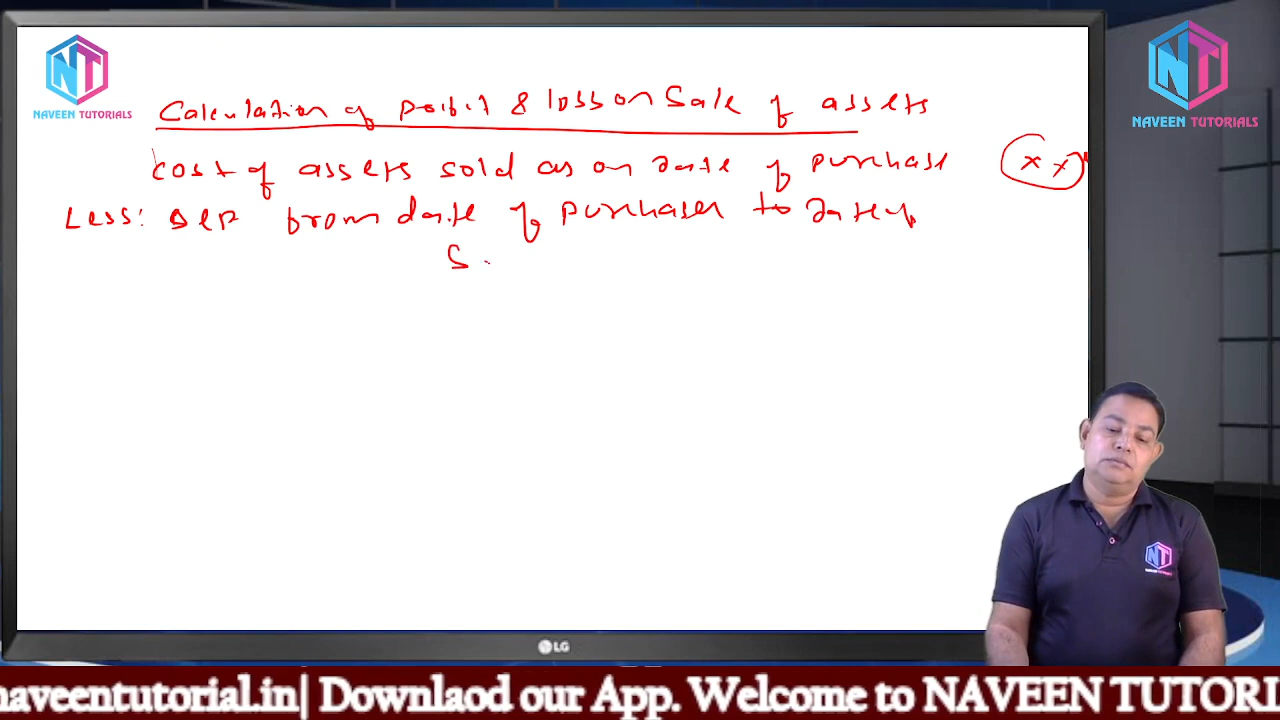 NAVEEN TUTORIALS
NAVEEN TUTORIALS
Calculation of Profit & loss on Sale of assets
cost of assets sold as on date of purchase xx
Less: Dep from date of purchases to date of
S
LG
naveentutorial.in| Downlaod our App. Welcome to NAVEEN TUTORI